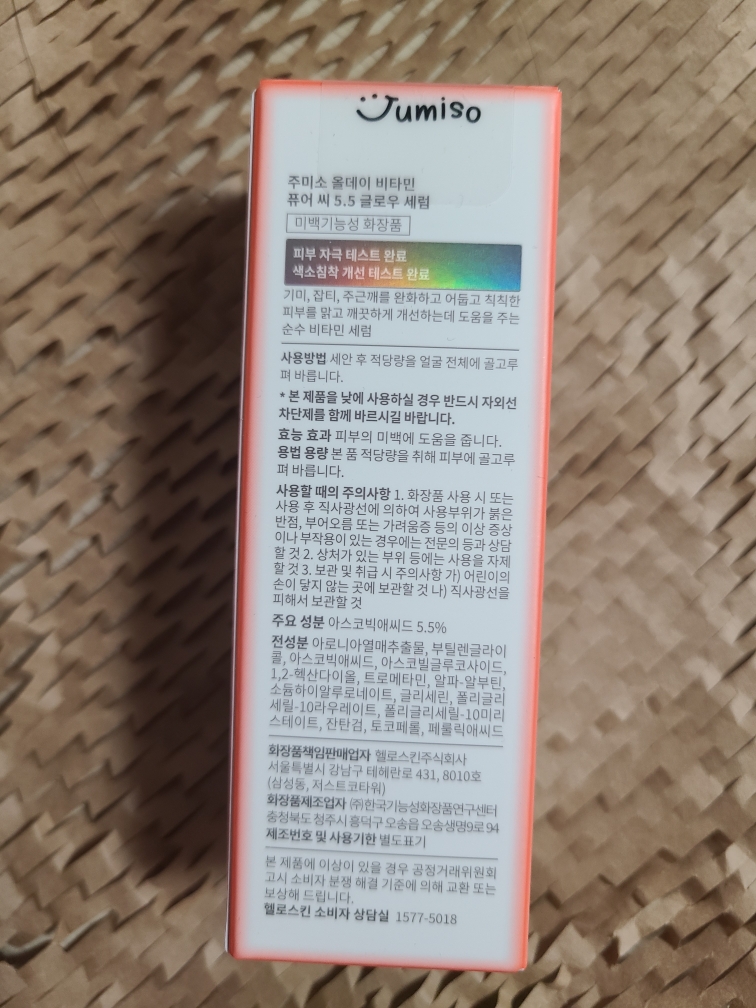 Jumiso
주미소 올데이 비타민
퓨어 씨 5.5 글로우 세럼
미백기능성 화장품
피부 자극 테스트 완료
색소침착 개선 테스트 완료
기미, 잡티, 주근깨를 완화하고 어둡고 칙칙한
피부를 맑고 깨끗하게 개선하는데 도움을 주는
순수 비타민 세럼
사용방법 세안 후 적당량을 얼굴 전체에 골고루
펴 바릅니다.
* 본 제품을 낮에 사용하실 경우 반드시 자외선
차단제를 함께 바르시길 바랍니다.
효능 효과 피부의 미백에 도움을 줍니다.
용법 용량 본 품 적당량을 취해 피부에 골고루
펴 바릅니다.
사용할 때의 주의사항 1. 화장품 사용 시 또는
사용 후 직사광선에 의하여 사용부위가 붉은
반점, 부어오름 또는 가려움증 등의 이상 증상
이나 부작용이 있는 경우에는 전문의 등과 상담
할 것 2. 상처가 있는 부위 등에는 사용을 자제
할 것 3. 보관 및 취급 시 주의사항 가) 어린이의
손이 닿지 않는 곳에 보관할 것 나) 직사광선을
피해서 보관할 것
주요 성분 아스코빅애씨드 5.5%
전성분 아로니아열매추출물, 부틸렌글라이
콜, 아스코빅애씨드, 아스코빌글루코사이드,
1,2-헥산다이올, 트로메타민, 알파-알부틴,
소듐하이알루로네이트, 글리세린, 폴리글리
세릴-10라우레이트, 폴리글리세릴-10미리
스테이트, 잔탄검, 토코페롤, 페룰릭애씨드
화장품책임판매업자 헬로스킨주식회사
서울특별시 강남구 테헤란로 431, 8010호
(삼성동, 저스트코타워)
화장품제조업자 (주)한국기능성화장품연구센터
충청북도 청주시 흥덕구 오송읍 오송생명9로 94
제조번호 및 사용기한 별도표기
본 제품에 이상이 있을 경우 공정거래위원회
고시 소비자 분쟁 해결 기준에 의해 교환 또는
보상해 드립니다.
헬로스킨 소비자 상담실 1577-5018